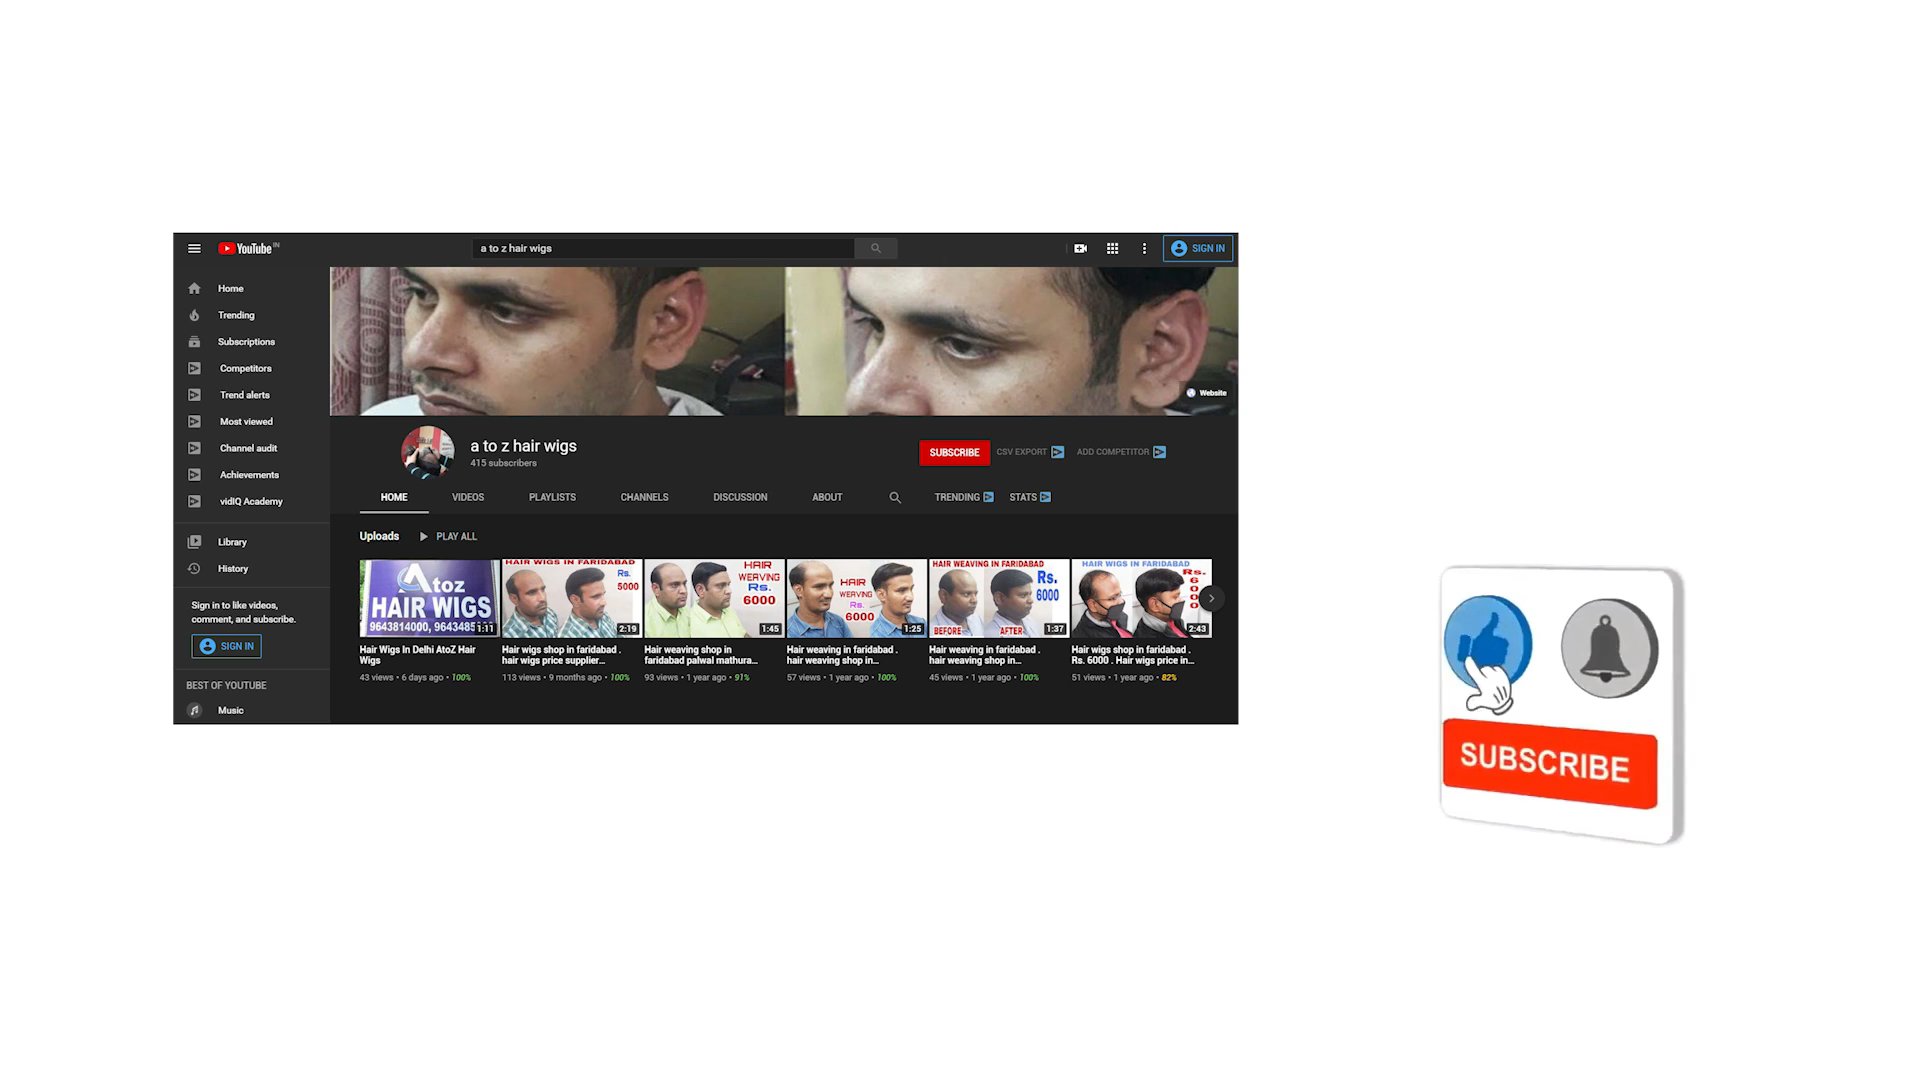 YouTube IN
a to z hair wigs
SIGN IN
Home
Trending
Subscriptions
Competitors
Trend alerts
Most viewed
Channel audit
Achievements
vidIQ Academy
Library
History
Sign in to like videos,
comment, and subscribe.
SIGN IN
BEST OF YOUTUBE
Music
Website
a to z hair wigs
415 subscribers
SUBSCRIBE
CSV EXPORT
ADD COMPETITOR
HOME VIDEOS PLAYLISTS CHANNELS DISCUSSION ABOUT TRENDING STATS
Uploads PLAY ALL
Atoz
HAIR WIGS
9643814000, 9643485
1:11
Hair Wigs In Delhi AtoZ Hair
Wigs
43 views • 6 days ago • 100%
HAIR WIGS IN FARIDABAD
Rs.
5000
2:19
Hair wigs shop in faridabad .
hair wigs price supplier...
113 views • 9 months ago • 100%
HAIR
WEAVING
Rs.
6000
1:45
Hair weaving shop in
faridabad palwal mathura...
93 views • 1 year ago • 91%
HAIR
WERVING
Rs.
6000
1:25
Hair weaving in faridabad .
hair weaving shop in...
57 views • 1 year ago • 100%
HAIR WEAVING IN FARIDABAD
Rs.
6000
BEFORE AFTER
1:37
Hair weaving in faridabad .
hair weaving shop in...
45 views • 1 year ago • 100%
HAIR WIGS IN FARIDABAD
Rs.
6
0
0
0
2:43
Hair wigs shop in faridabad .
Rs. 6000 . Hair wigs price in...
51 views • 1 year ago • 82%
SUBSCRIBE